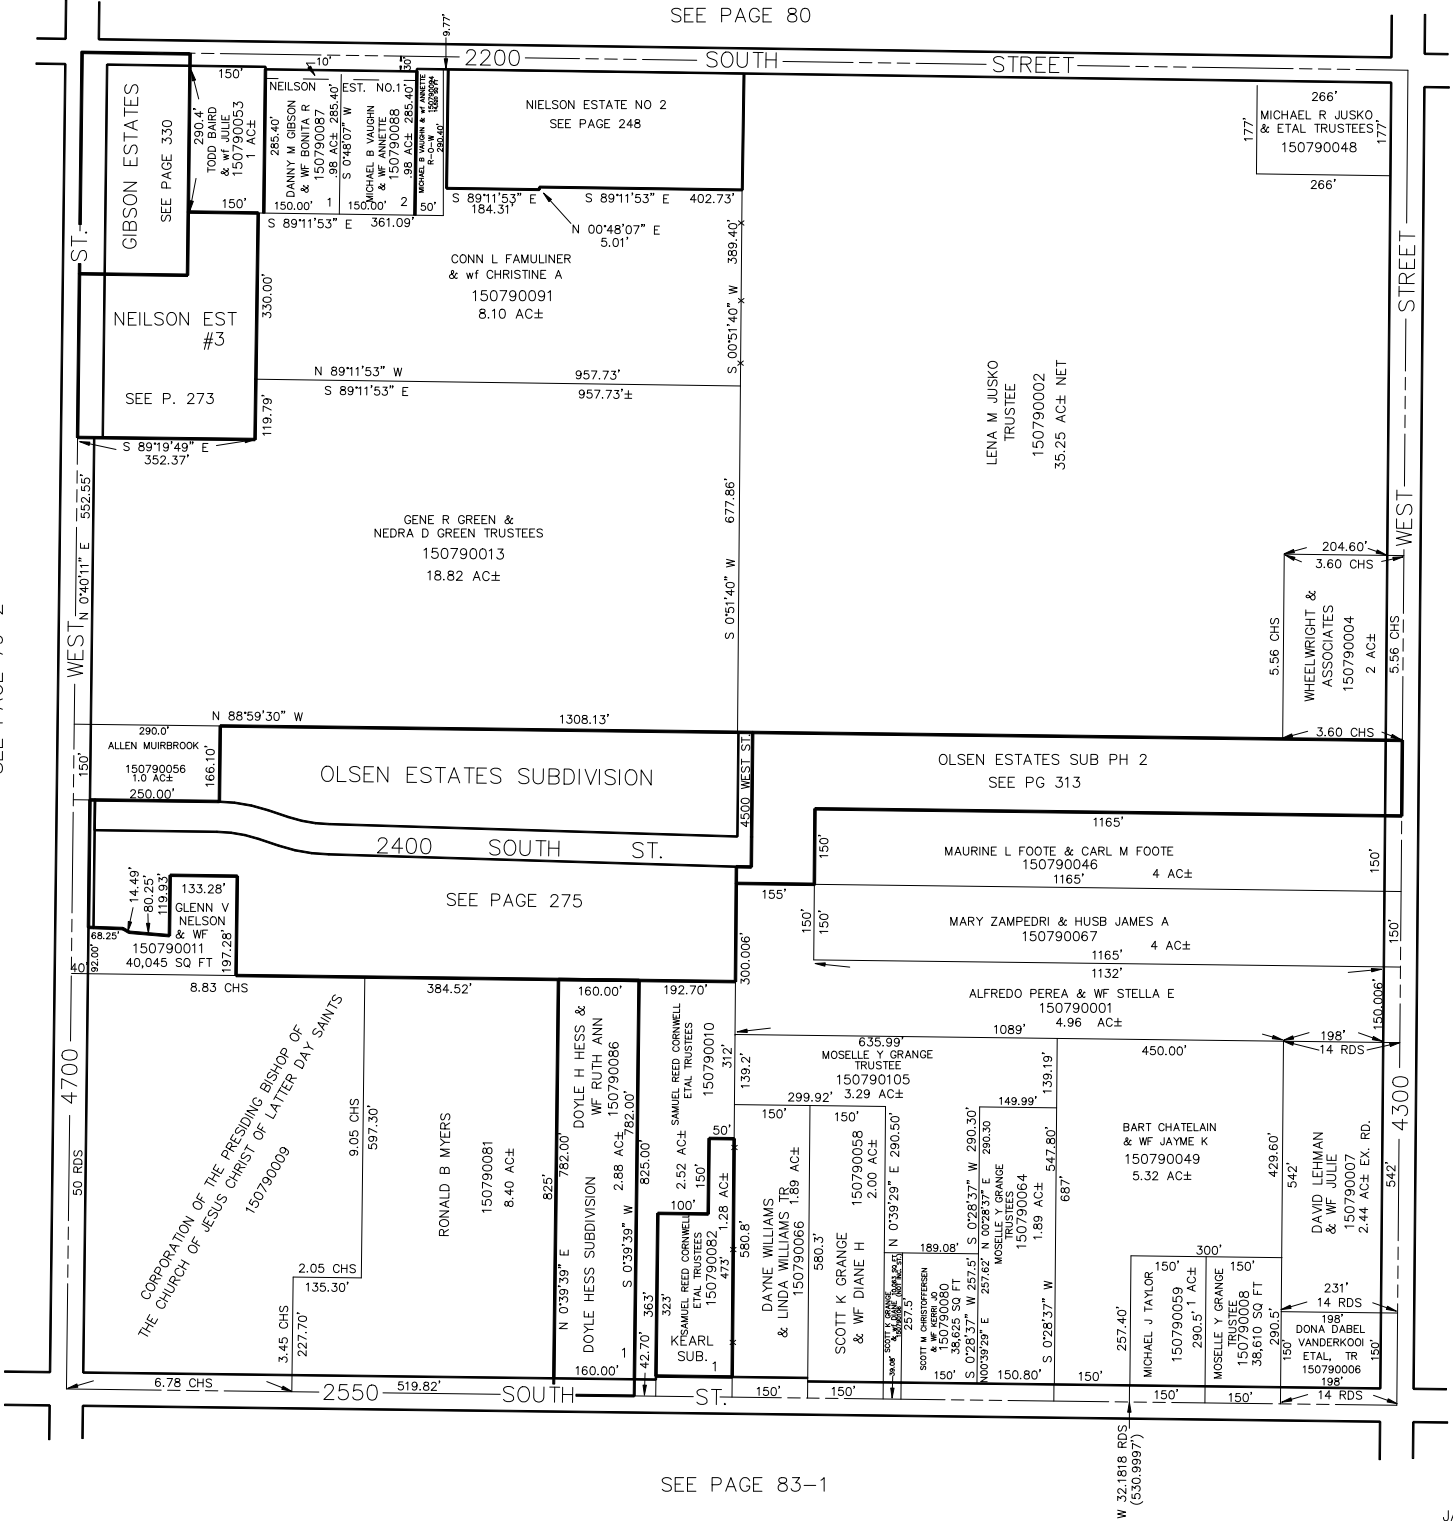 SEE PAGE 80
2200 SOUTH STREET
9.77'
GIBSON ESTATES
SEE PAGE 330
150'
290.4'
TODD BAIRD
& wf JULIE
150790053
1 AC±
150'
10'
30'
NEILSON EST. NO.1
285.40'
DANNY M GIBSON
& WF BONITA R
150790087
.98 AC±
285.40'
150.00' 1
S 0°48'07" W
MICHAEL B VAUGHN
& WF ANNETTE
150790088
.98 AC±
285.40'
150.00' 2
MICHAEL B VAUGHN & wf ANNETTE
150790094
R-O-W
290.40'
50'
S 89°11'53" E 361.09'
NIELSON ESTATE NO 2
SEE PAGE 248
S 89°11'53" E
184.31'
S 89°11'53" E 402.73'
N 00°48'07" E
5.01'
266'
MICHAEL R JUSKO
& ETAL TRUSTEES
150790048
177'
177'
266'
ST.
WEST
4700
STREET
WEST
4300
NEILSON EST
#3
SEE P. 273
330.00'
119.79'
S 89°19'49" E
352.37'
CONN L FAMULINER
& wf CHRISTINE A
150790091
8.10 AC±
S 00°51'40" W 389.40'
N 89°11'53" W 957.73'
S 89°11'53" E 957.73'±
LENA M JUSKO
TRUSTEE
150790002
35.25 AC± NET
N 0°40'11" E 552.55'
GENE R GREEN &
NEDRA D GREEN TRUSTEES
150790013
18.82 AC±
S 0°51'40" W 677.86'
204.60'
3.60 CHS
5.56 CHS
WHEELWRIGHT &
ASSOCIATES
150790004
2 AC±
5.56 CHS
3.60 CHS
N 88°59'30" W 1308.13'
290.0'
ALLEN MUIRBROOK
150790056
1.0 AC±
250.00'
150'
166.10'
OLSEN ESTATES SUBDIVISION
4500 WEST ST.
OLSEN ESTATES SUB PH 2
SEE PG 313
2400 SOUTH ST.
1165'
150'
MAURINE L FOOTE & CARL M FOOTE
150790046
1165' 4 AC±
150'
SEE PAGE 275
14.49'
80.25'
119.93'
133.28'
GLENN V
NELSON
& WF
150790011
40,045 SQ FT
68.25'
92.00'
40'
197.28'
155'
150'
150'
300.006'
MARY ZAMPEDRI & HUSB JAMES A
150790067
4 AC±
1165'
150'
1132'
ALFREDO PEREA & WF STELLA E
150790001
4.96 AC±
1089'
150.006'
198'
14 RDS
8.83 CHS
384.52'
160.00'
192.70'
CORPORATION OF THE PRESIDING BISHOP OF
THE CHURCH OF JESUS CHRIST OF LATTER DAY SAINTS
150790009
50 RDS
9.05 CHS
597.30'
2.05 CHS
135.30'
3.45 CHS
227.70'
6.78 CHS
RONALD B MYERS
150790081
8.40 AC±
825'
519.82'
N 0°39'39" E 782.00'
DOYLE H HESS &
WF RUTH ANN
150790086
2.88 AC±
DOYLE HESS SUBDIVISION
1
S 0°39'39" W 782.00'
160.00'
825.00'
363'
42.70'
SAMUEL REED CORNWELL
ETAL TRUSTEES
150790010
2.52 AC±
312'
50'
150'
100'
323'
SAMUEL REED CORNWELL
ETAL TRUSTEES
150790082
1.28 AC±
473'
KEARL
SUB.
1
635.99'
MOSELLE Y GRANGE
TRUSTEE
150790105
3.29 AC±
139.2'
299.92'
150'
150'
580.8'
DAYNE WILLIAMS
& LINDA WILLIAMS TR
150790066
1.89 AC±
150'
580.3'
SCOTT K GRANGE
& WF DIANE H
150790058
2.00 AC±
150'
N 0°39'29" E 290.50'
SCOTT K GRANGE
39.08'
257.5'
189.08'
SCOTT M CHRISTOFFERSEN
& WF KERRI JO
150790080
38,625 SQ FT
150'
S 0°28'37" W 290.30'
S 0°28'37" W 257.5'
149.99'
N 00°28'37" E 290.30
N00°39'29" E 257.62'
MOSELLE Y GRANGE
TRUSTEES
150790064
1.89 AC±
150.80'
139.19'
S 0°28'37" W 547.80'
687'
150'
450.00'
BART CHATELAIN
& WF JAYME K
150790049
5.32 AC±
429.60'
300'
257.40'
150'
MICHAEL J TAYLOR
150790059
1 AC±
290.5'
150'
150'
MOSELLE Y GRANGE
TRUSTEE
150790008
38,610 SQ FT
290.5'
150'
542'
DAVID LEHMAN
& WF JULIE
150790007
2.44 AC± EX. RD.
542'
231'
14 RDS
198'
DONA DABEL
VANDERKOOI
ETAL, TR
150790006
150'
150'
198'
14 RDS
2550 SOUTH ST.
W 32.1818 RDS
(530.9997')
SEE PAGE 83-1